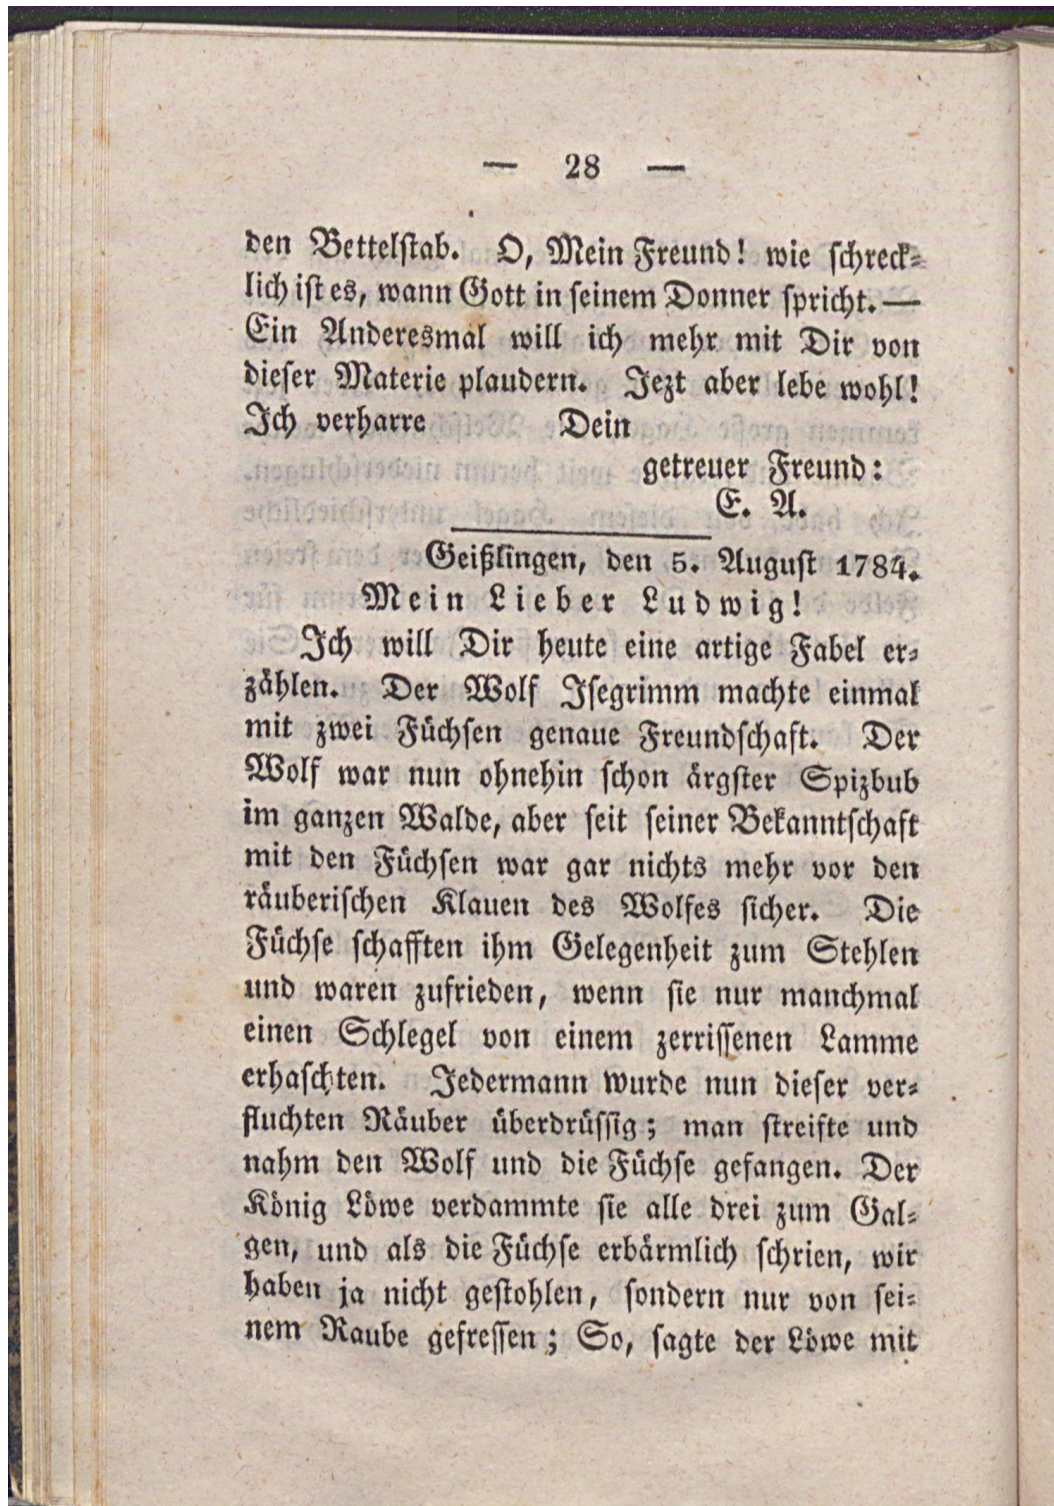 — 28 —
den Bettelstab. O, Mein Freund! wie schreck-
lich ist es, wann Gott in seinem Donner spricht. —
Ein Anderesmal will ich mehr mit Dir von
dieser Materie plaudern. Jezt aber lebe wohl!
Ich verharre Dein
getreuer Freund:
E. A.
Geißlingen, den 5. August 1784.
Mein Lieber Ludwig!
Ich will Dir heute eine artige Fabel er-
zählen. Der Wolf Isegrimm machte einmal
mit zwei Füchsen genaue Freundschaft. Der
Wolf war nun ohnehin schon ärgster Spizbub
im ganzen Walde, aber seit seiner Bekanntschaft
mit den Füchsen war gar nichts mehr vor den
räuberischen Klauen des Wolfes sicher. Die
Füchse schafften ihm Gelegenheit zum Stehlen
und waren zufrieden, wenn sie nur manchmal
einen Schlegel von einem zerrissenen Lamme
erhaschten. Jedermann wurde nun dieser ver-
fluchten Räuber überdrüssig; man streifte und
nahm den Wolf und die Füchse gefangen. Der
König Löwe verdammte sie alle drei zum Gal-
gen, und als die Füchse erbärmlich schrien, wir
haben ja nicht gestohlen, sondern nur von sei-
nem Raube gefressen; So, sagte der Löwe mit